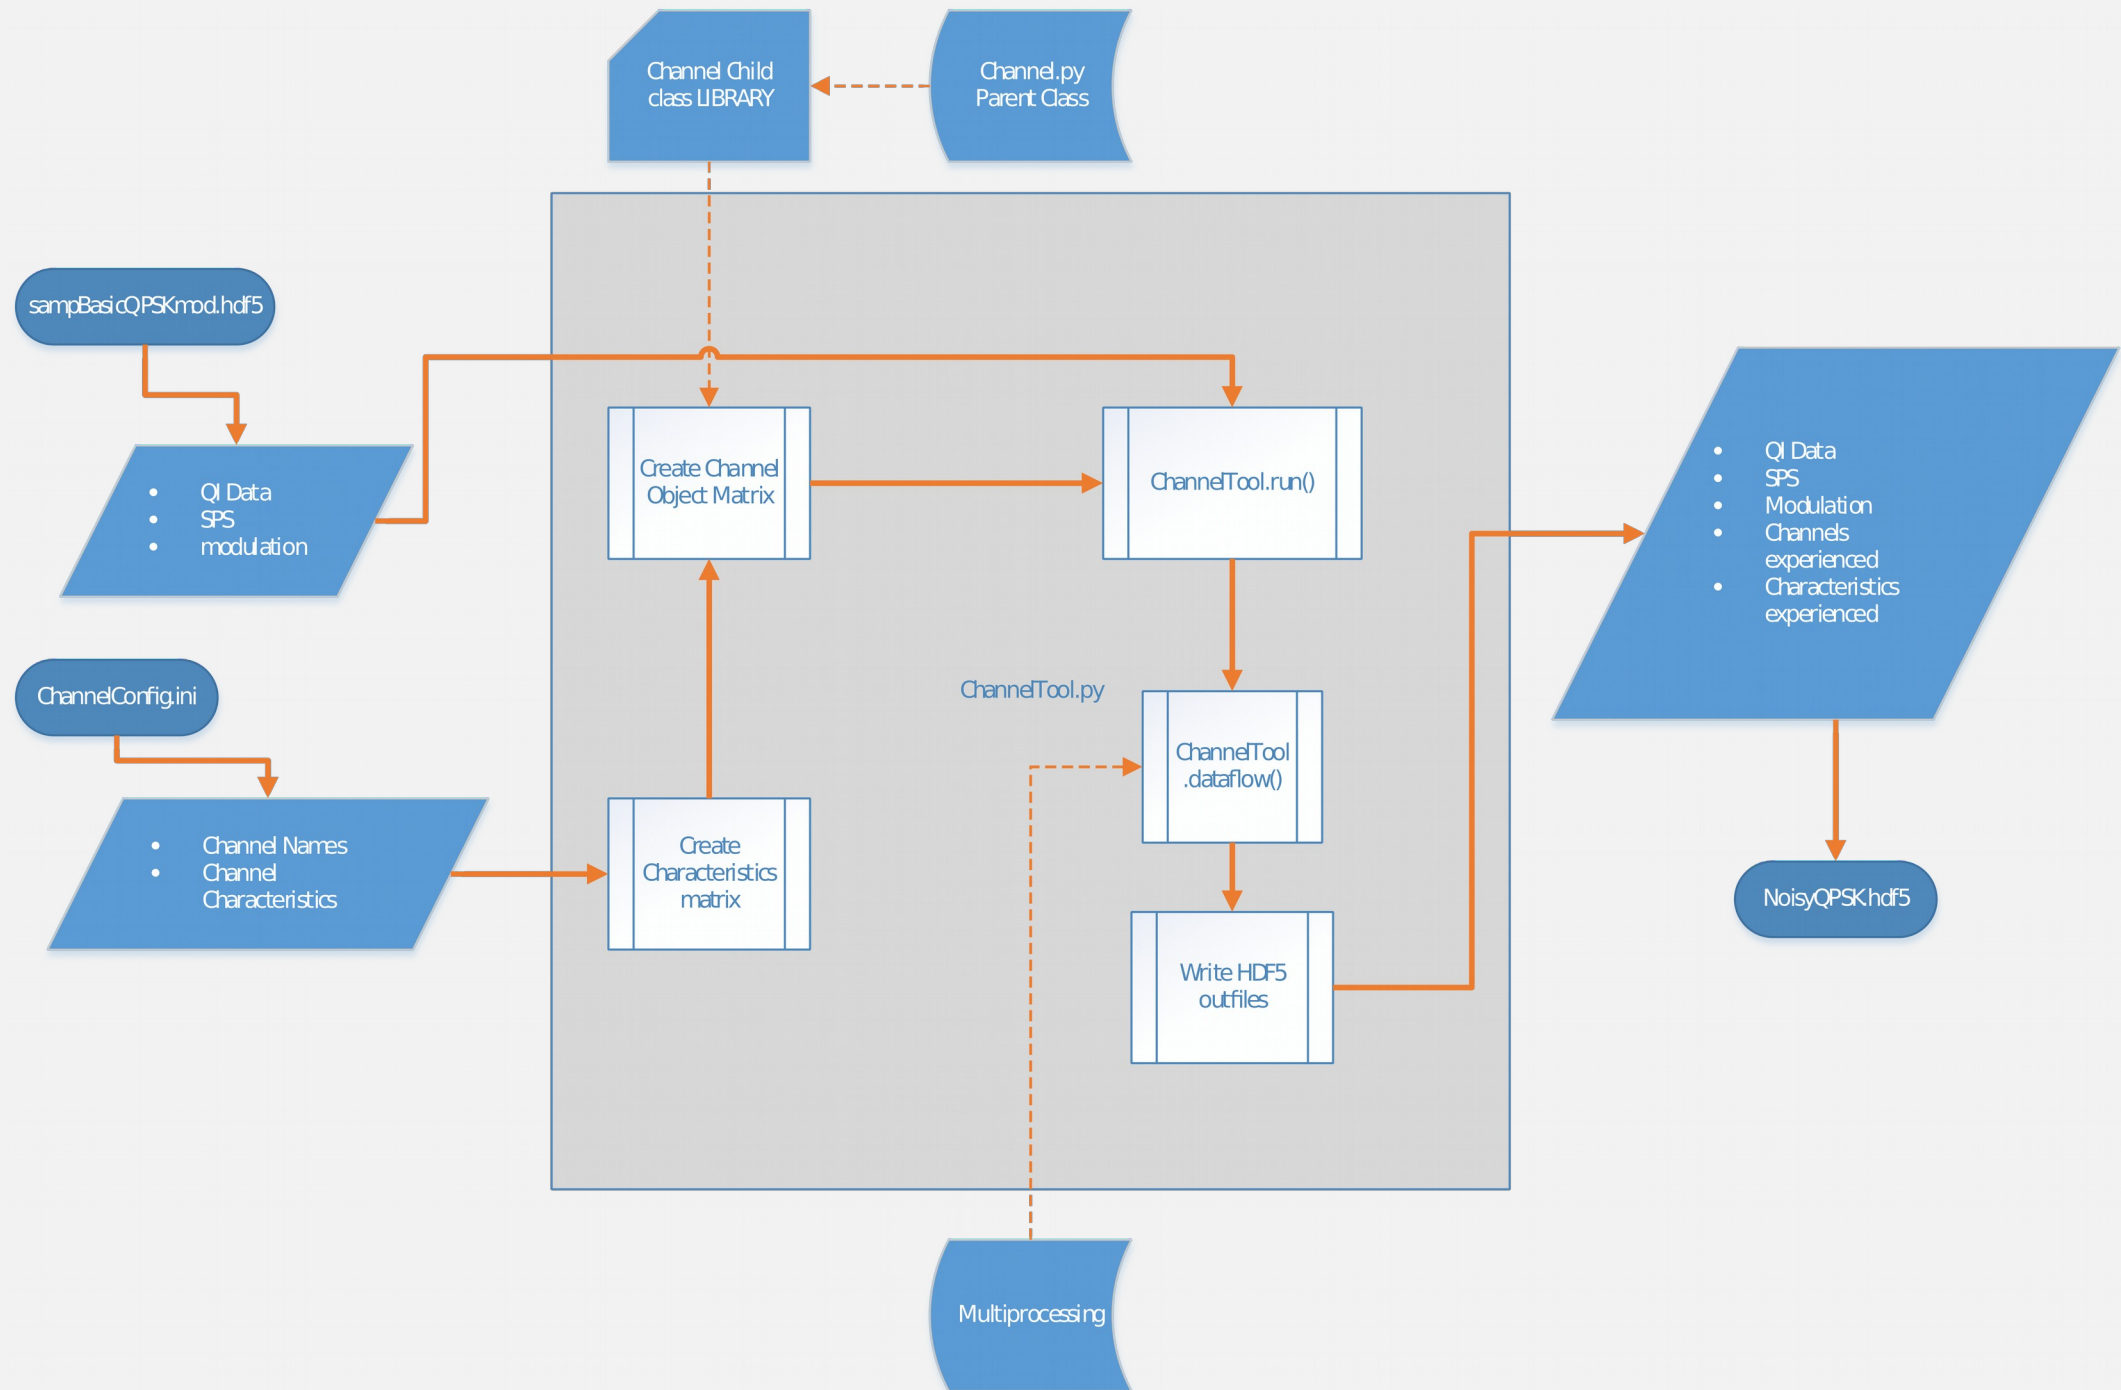 Channel Child
class LIBRARY
Channel.py
Parent Class
sampBasicQPSKmod.hdf5
• QI Data
• SPS
• modulation
Create Channel
Object Matrix
ChannelTool.run()
• QI Data
• SPS
• Modulation
• Channels
experienced
• Characteristics
experienced
ChannelConfig.ini
ChannelTool.py
ChannelTool
.dataflow()
• Channel Names
• Channel
Characteristics
Create
Characteristics
matrix
NoisyQPSK.hdf5
Write HDF5
outfiles
Multiprocessing